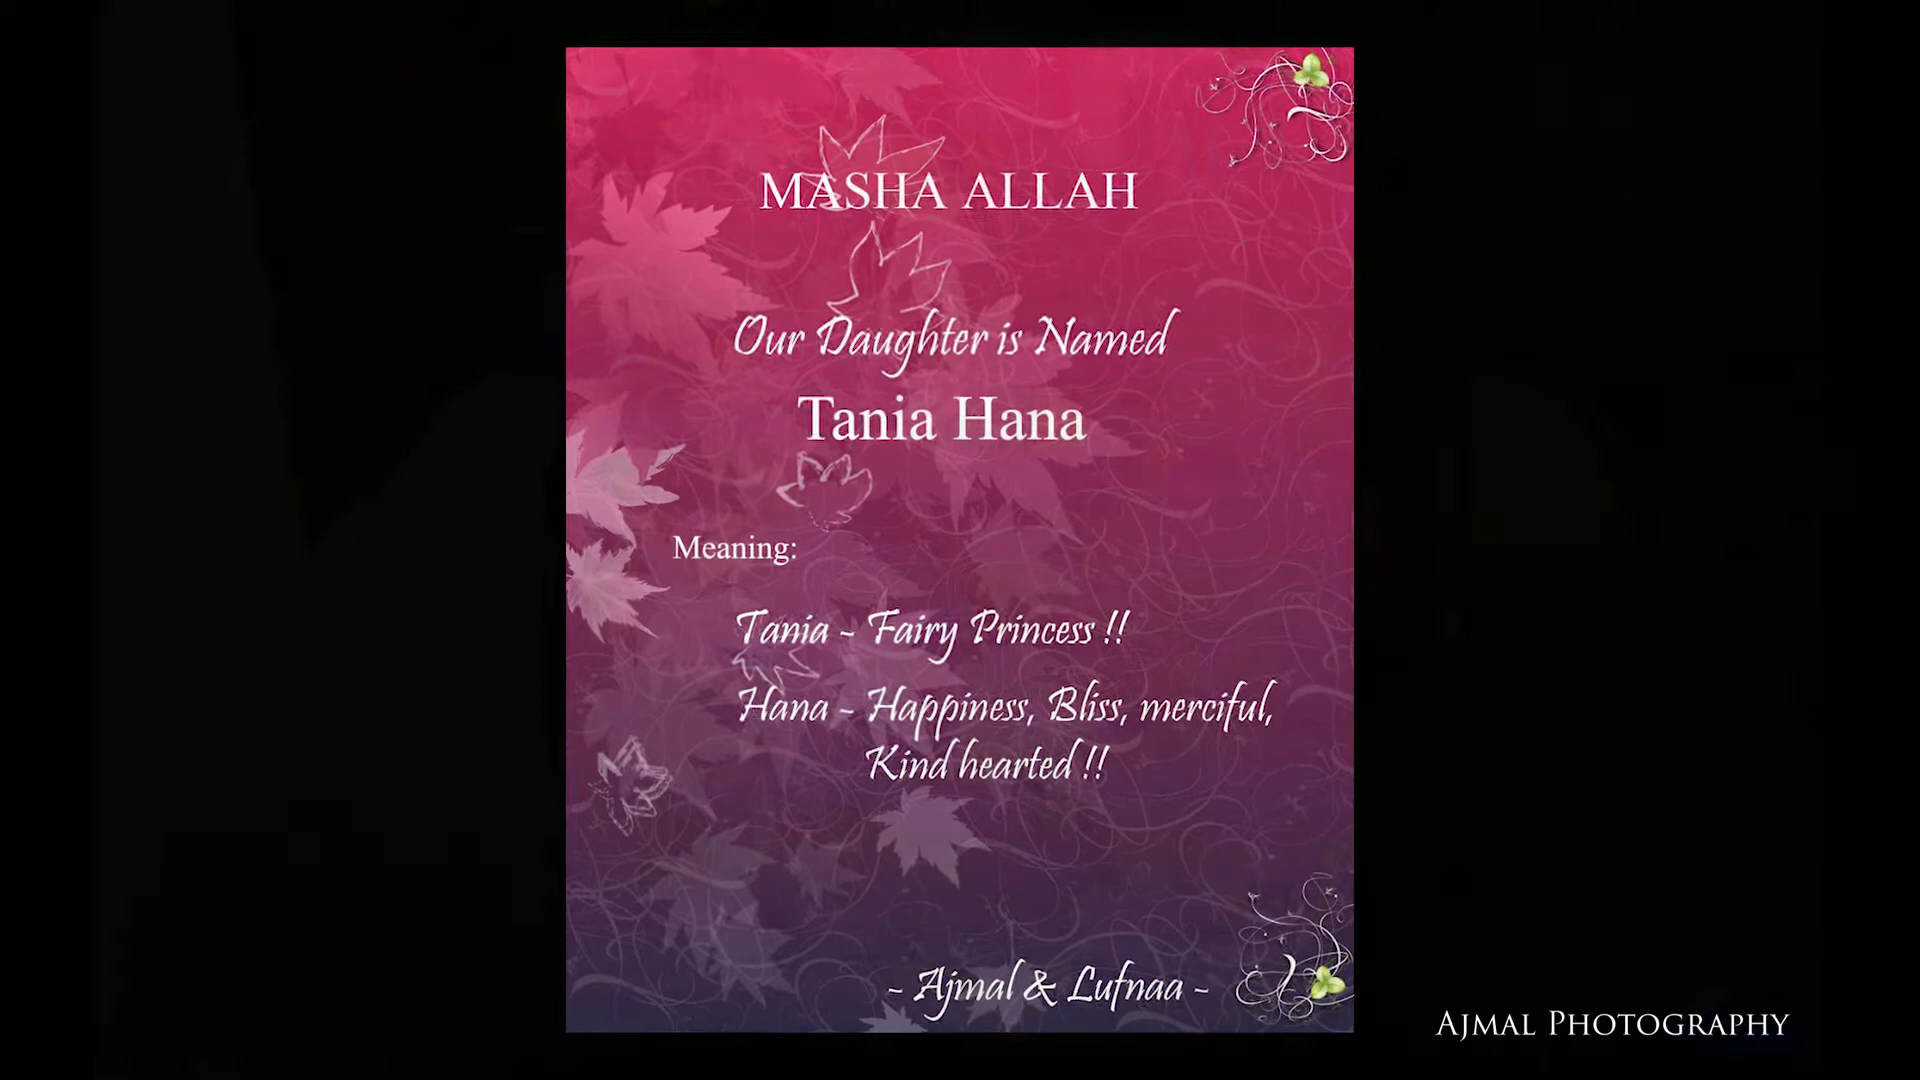 MASHA ALLAH
Our Daughter is Named
Tania Hana
Meaning:
Tania - Fairy Princess !!
Hana - Happiness, Bliss, merciful,
Kind hearted !!
- Ajmal & Lufnaa -
AJMAL PHOTOGRAPHY